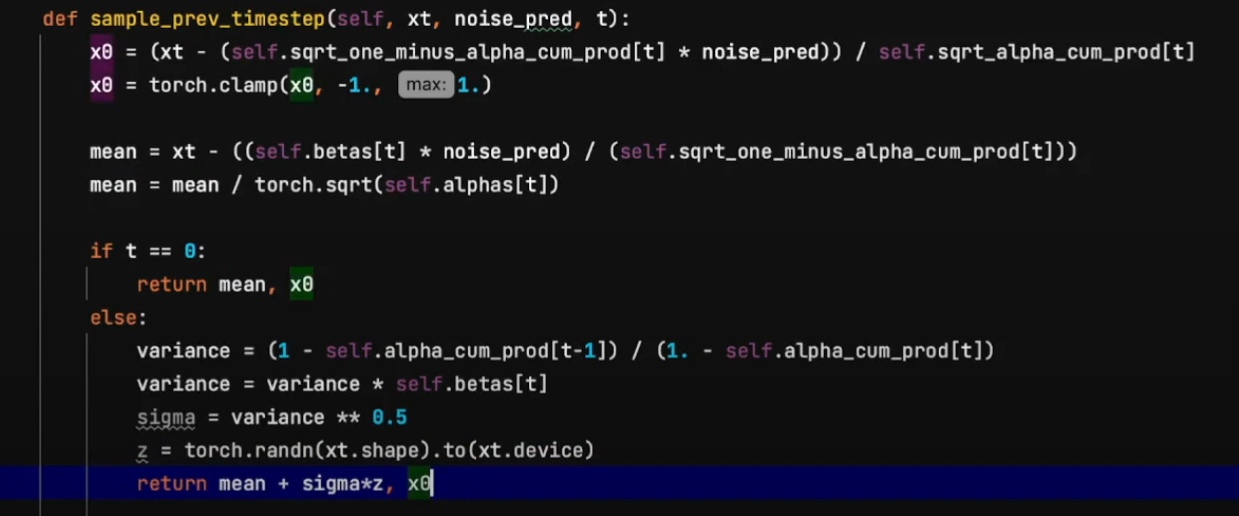 def sample_prev_timestep(self, xt, noise_pred, t):
x0 = (xt - (self.sqrt_one_minus_alpha_cum_prod[t] * noise_pred)) / self.sqrt_alpha_cum_prod[t]
x0 = torch.clamp(x0, -1., max: 1.)
mean = xt - ((self.betas[t] * noise_pred) / (self.sqrt_one_minus_alpha_cum_prod[t]))
mean = mean / torch.sqrt(self.alphas[t])
if t == 0:
return mean, x0
else:
variance = (1 - self.alpha_cum_prod[t-1]) / (1. - self.alpha_cum_prod[t])
variance = variance * self.betas[t]
sigma = variance ** 0.5
z = torch.randn(xt.shape).to(xt.device)
return mean + sigma*z, x0